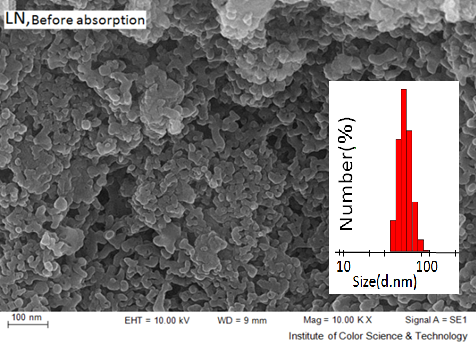 LN,Before absorption
Number(%)
10 100
Size(d.nm)
100 nm
EHT = 10.00 kV WD = 9 mm Mag = 10.00 K X Signal A = SE1
Institute of Color Science & Technology